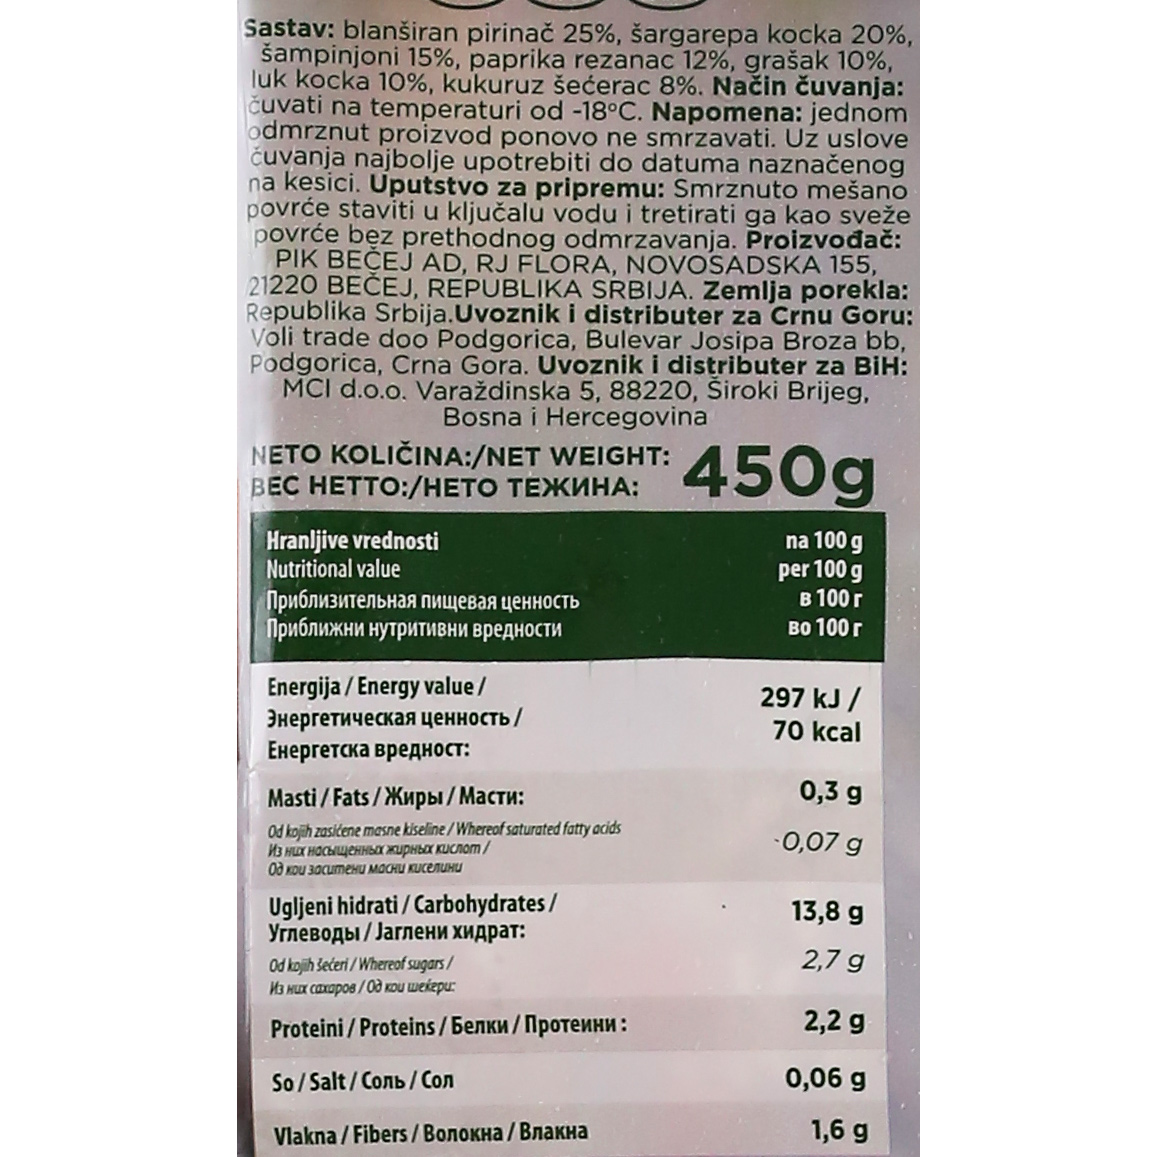 Sastav: blanširan pirinač 25%, šargarepa kocka 20%,
šampinjoni 15%, paprika rezanac 12%, grašak 10%,
luk kocka 10%, kukuruz šećerac 8%. Način čuvanja:
čuvati na temperaturi od -18°C. Napomena: jednom
odmrznut proizvod ponovo ne smrzavati. Uz uslove
čuvanja najbolje upotrebiti do datuma naznačenog
na kesici. Uputstvo za pripremu: Smrznuto mešano
povrće staviti u ključalu vodu i tretirati ga kao sveže
povrće bez prethodnog odmrzavanja. Proizvođač:
PIK BEČEJ AD, RJ FLORA, NOVOSADSKA 155,
21220 BEČEJ, REPUBLIKA SRBIJA. Zemlja porekla:
Republika Srbija.Uvoznik i distributer za Crnu Goru:
Voli trade doo Podgorica, Bulevar Josipa Broza bb,
Podgorica, Crna Gora. Uvoznik i distributer za BiH:
MCI d.o.o. Varaždinska 5, 88220, Široki Brijeg,
Bosna i Hercegovina
NETO KOLIČINA:/NET WEIGHT: 450g
ВЕС НЕТТО:/НЕТО ТЕЖИНА:
Hranljive vrednosti na 100 g
Nutritional value per 100 g
Приблизительная пищевая ценность в 100 г
Приближни нутритивни вредности во 100 г
Energija / Energy value / 297 kJ /
Энергетическая ценность / 70 kcal
Енергетска вредност:
Masti / Fats / Жиры / Масти: 0,3 g
Od kojih zasićene masne kiseline / Whereof saturated fatty acids 0,07 g
Из них насыщенных жирных кислот /
Од кои заситени масни киселини
Ugljeni hidrati / Carbohydrates / 13,8 g
Углеводы / Јаглени хидрат:
Od kojih šećeri / Whereof sugars / 2,7 g
Из них сахаров / Од кои шеќери:
Proteini / Proteins / Белки / Протеини : 2,2 g
So / Salt / Соль / Сол 0,06 g
Vlakna / Fibers / Волокна / Влакна 1,6 g